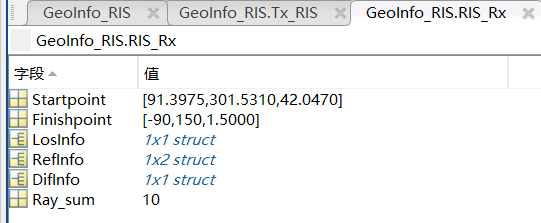 GeoInfo_RIS GeoInfo_RIS.Tx_RIS GeoInfo_RIS.RIS_Rx
GeoInfo_RIS.RIS_Rx
字段 值
Startpoint [91.3975,301.5310,42.0470]
Finishpoint [-90,150,1.5000]
LosInfo 1x1 struct
RefInfo 1x2 struct
DifInfo 1x1 struct
Ray_sum 10